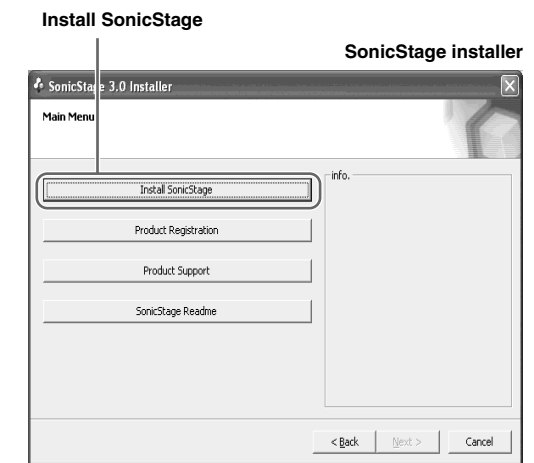 Install SonicStage
SonicStage installer
SonicStage 3.0 Installer
Main Menu
info.
Install SonicStage
Product Registration
Product Support
SonicStage Readme
< Back
Next >
Cancel